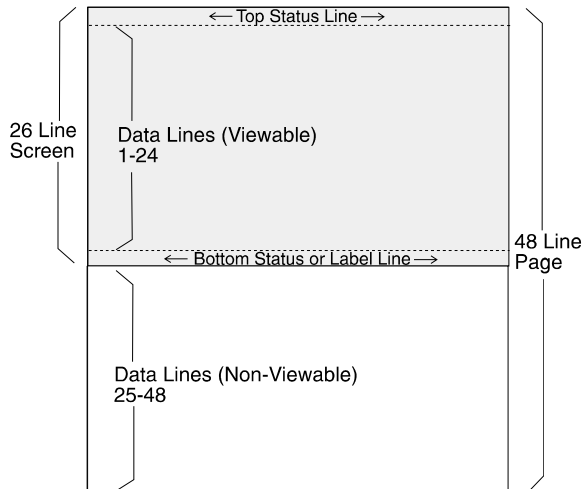 Top Status Line
26 Line
Screen
Data Lines (Viewable)
1-24
48 Line
Page
Bottom Status or Label Line
Data Lines (Non-Viewable)
25-48